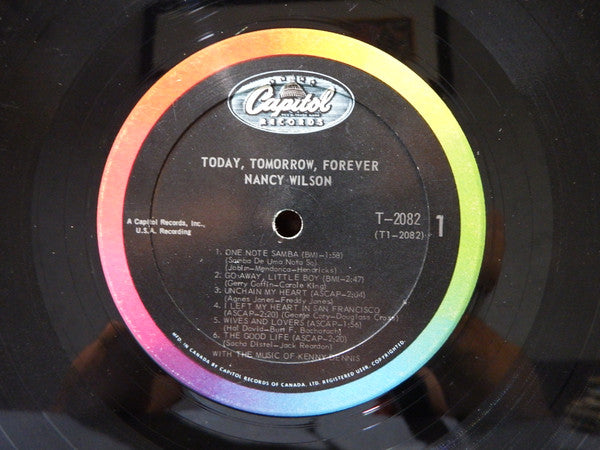 Capitol
RECORDS
TODAY, TOMORROW, FOREVER
NANCY WILSON
A Capitol Records, Inc.,
U.S.A. Recording
T-2082
(T1-2082)
1
1. ONE NOTE SAMBA (BMI-1:58)
(Samba De Uma Nota So)
(Jobim-Mendonca-Hendricks)
2. GO AWAY, LITTLE BOY (BMI-2:47)
(Gerry Goffin-Carole King)
3. UNCHAIN MY HEART (ASCAP-2:04)
(Agnes Jones-Freddy Jones)
4. I LEFT MY HEART IN SAN FRANCISCO
(ASCAP-2:20) (George Cory-Douglass Cross)
5. WIVES AND LOVERS (ASCAP-1:56)
(Hal David-Burt F. Bacharach)
6. THE GOOD LIFE (ASCAP-2:20)
(Sacha Distel-Jack Reardon)
WITH THE MUSIC OF KENNY DENNIS
MFD. IN CANADA BY CAPITOL RECORDS OF CANADA, LTD. REGISTERED USER. COPYRIGHTED.